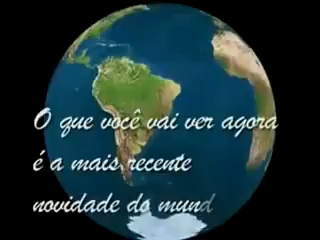 O que você vai ver agora
é a mais recente
novidade do mund